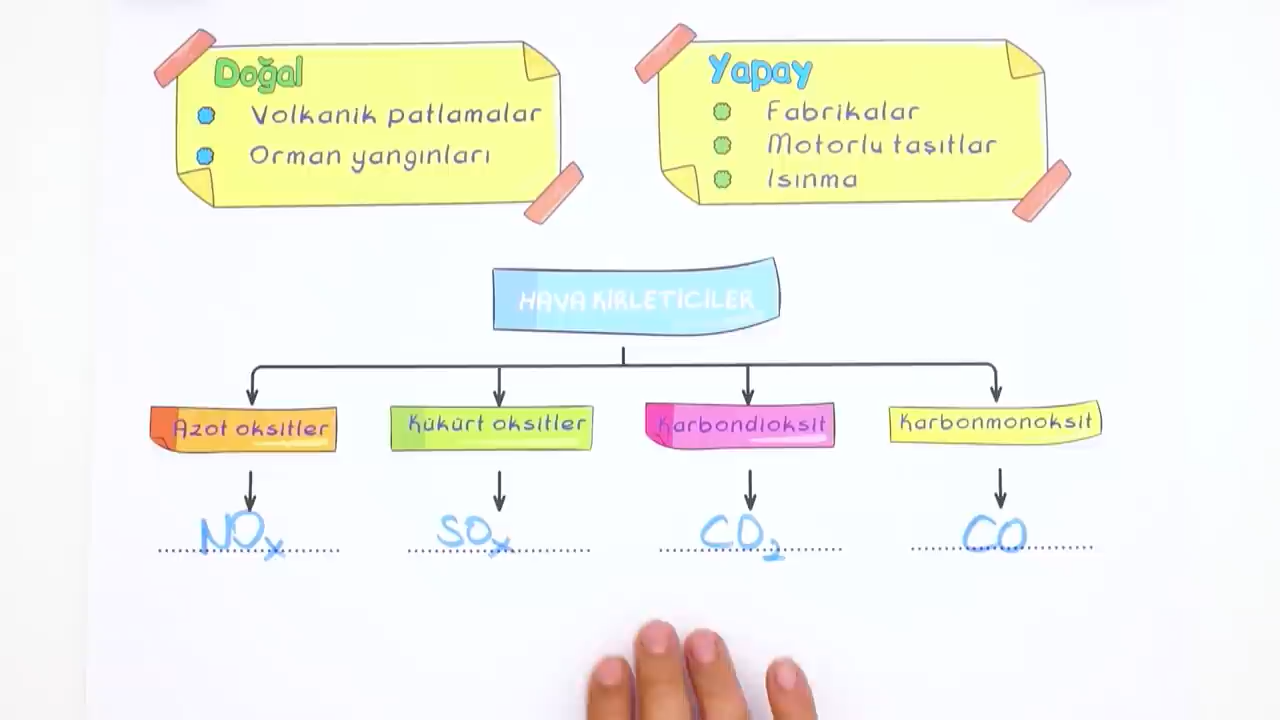 Doğal
Volkanik patlamalar
Orman yangınları
Yapay
Fabrikalar
Motorlu taşıtlar
Isınma
HAVA KİRLETİCİLER
Azot oksitler
Kükürt oksitler
Karbondioksit
Karbonmonoksit
NOx
SOx
CO2
CO